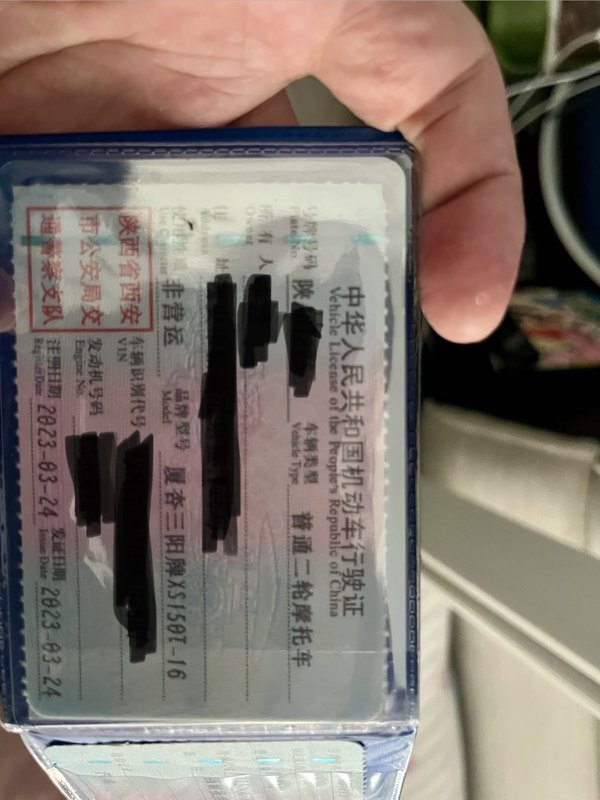 中华人民共和国机动车行驶证
Vehicle License of the People's Republic of China
号牌号码 陕 车辆类型 普通二轮摩托车
Plate No. Vehicle Type
所有人
Owner
住址
Address
使用性质 非营运 品牌型号 厦杏三阳牌XS150T-16
Use Character Model
陕西省西安
市公安局交
通警察支队
车辆识别代号
VIN
发动机号码
Engine No.
注册日期 2023-03-24 发证日期 2023-03-24
Register Date Issue Date